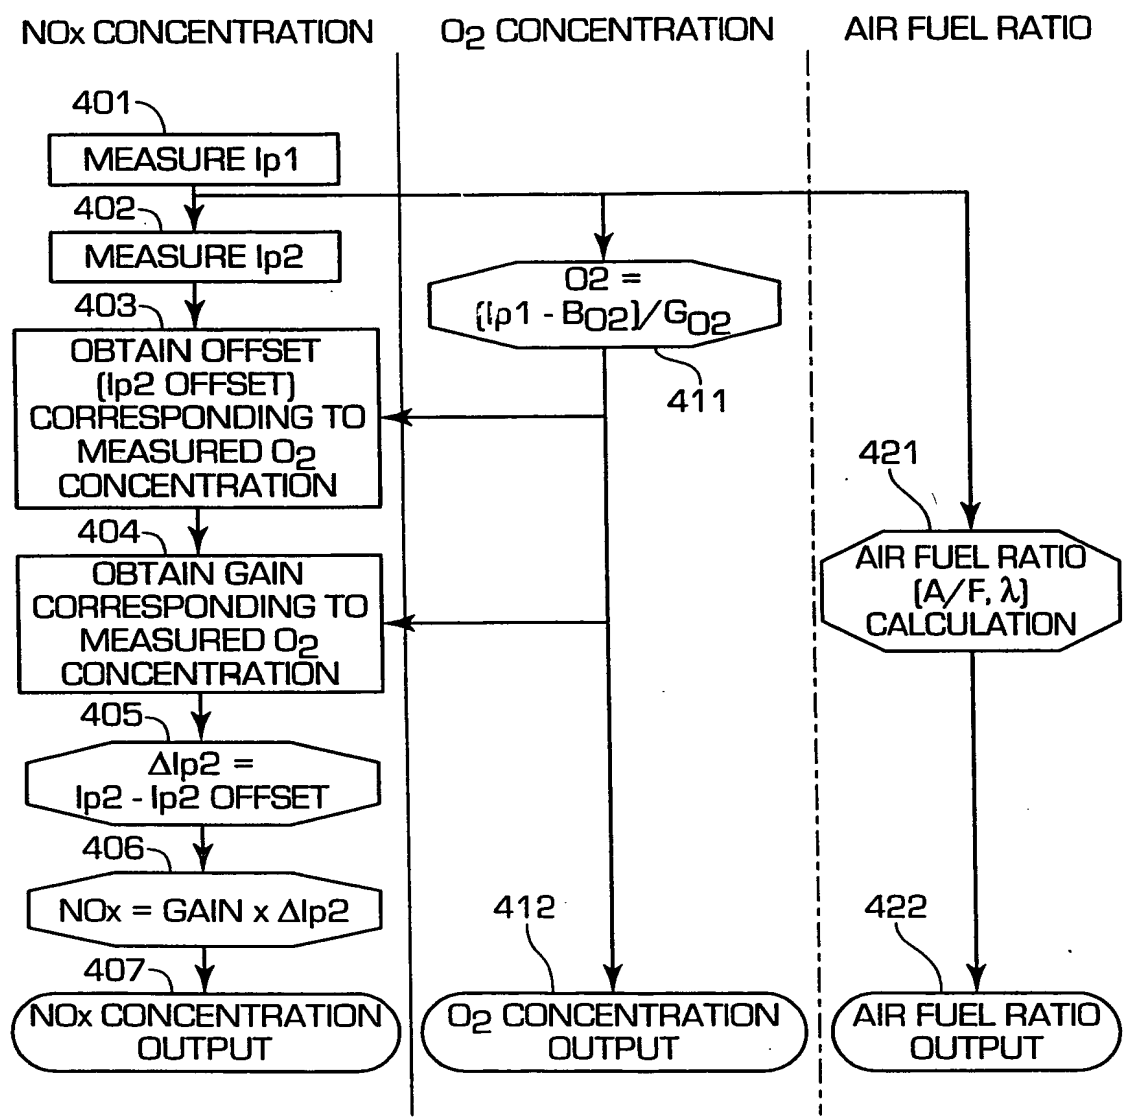 NOx CONCENTRATION
401
MEASURE Ip1
402
MEASURE Ip2
403
OBTAIN OFFSET
(Ip2 OFFSET)
CORRESPONDING TO
MEASURED O2
CONCENTRATION
404
OBTAIN GAIN
CORRESPONDING TO
MEASURED O2
CONCENTRATION
405
ΔIp2 =
Ip2 - Ip2 OFFSET
406
NOx = GAIN x ΔIp2
407
NOx CONCENTRATION
OUTPUT
O2 CONCENTRATION
O2 =
(Ip1 - BO2)/GO2
411
412
O2 CONCENTRATION
OUTPUT
AIR FUEL RATIO
421
AIR FUEL RATIO
(A/F, λ)
CALCULATION
422
AIR FUEL RATIO
OUTPUT